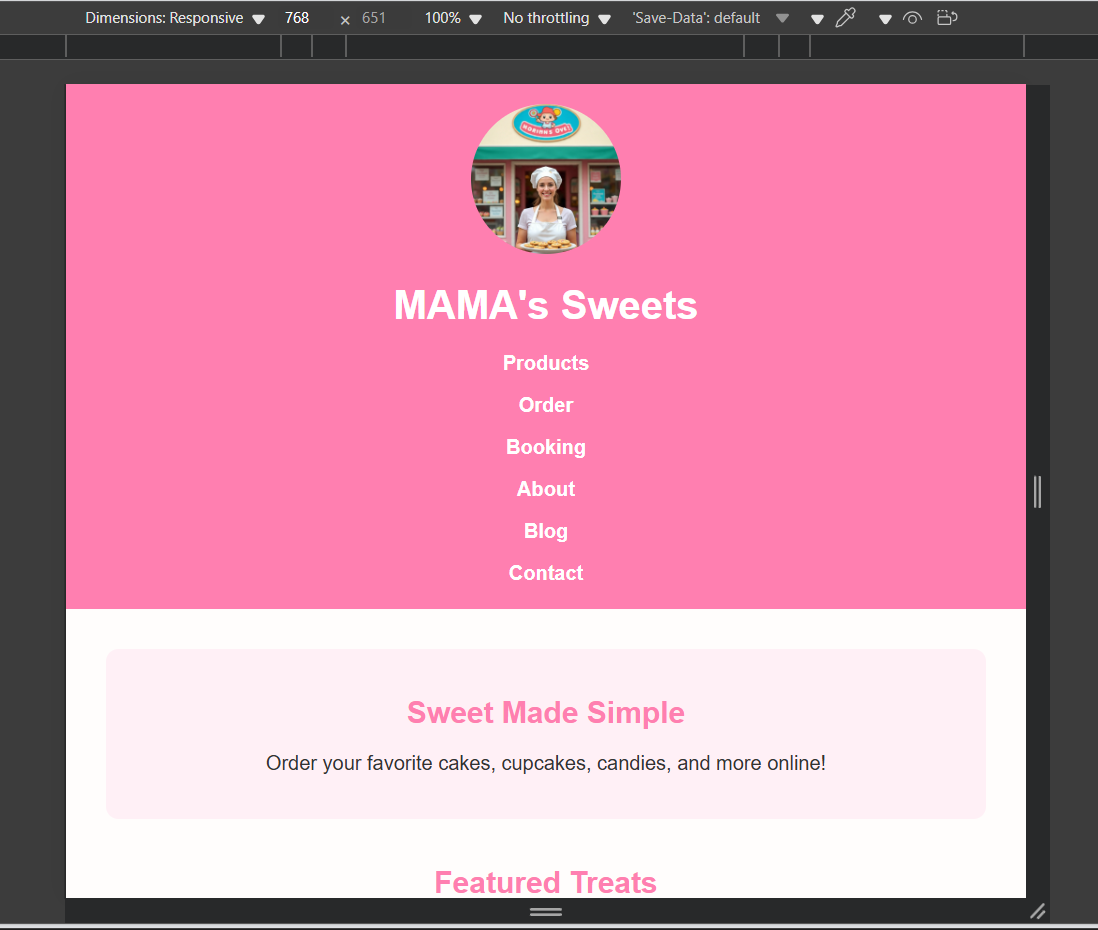 Dimensions: Responsive 768 × 651 100% No throttling 'Save-Data': default
MAMA's Sweets
Products
Order
Booking
About
Blog
Contact
Sweet Made Simple
Order your favorite cakes, cupcakes, candies, and more online!
Featured Treats